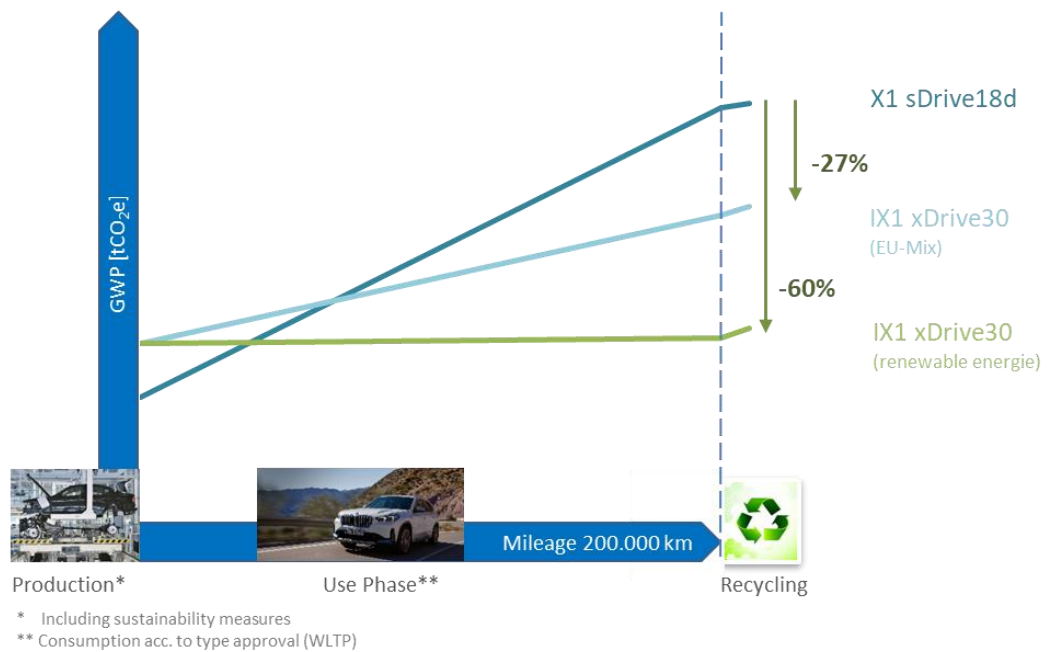 GWP [tCO₂e]
X1 sDrive18d
-27%
IX1 xDrive30
(EU-Mix)
-60%
IX1 xDrive30
(renewable energie)
Mileage 200.000 km
Production*
Use Phase**
Recycling
* Including sustainability measures
** Consumption acc. to type approval (WLTP)